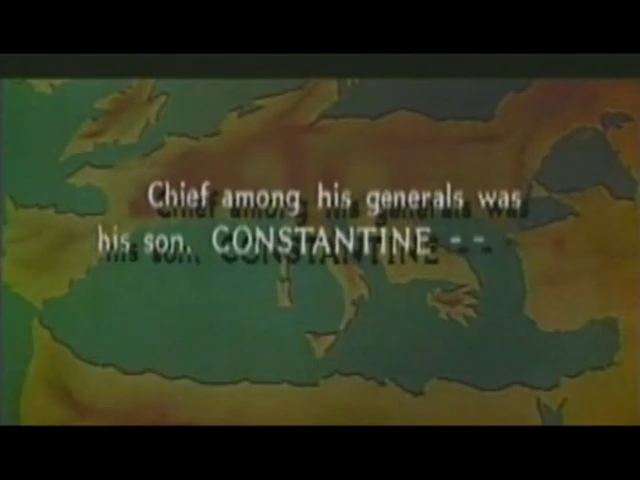 Chief among his generals was
his son, CONSTANTINE - - -